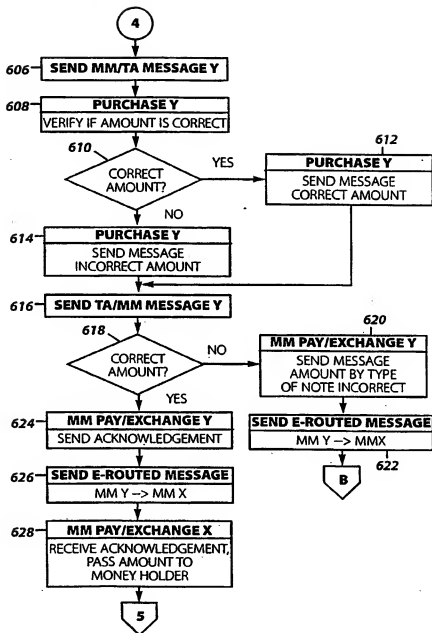 4
606
SEND MM/TA MESSAGE Y
608
PURCHASE Y
VERIFY IF AMOUNT IS CORRECT
610
CORRECT
AMOUNT?
YES
NO
612
PURCHASE Y
SEND MESSAGE
CORRECT AMOUNT
614
PURCHASE Y
SEND MESSAGE
INCORRECT AMOUNT
616
SEND TA/MM MESSAGE Y
618
CORRECT
AMOUNT?
NO
YES
620
MM PAY/EXCHANGE Y
SEND MESSAGE
AMOUNT BY TYPE
OF NOTE INCORRECT
SEND E-ROUTED MESSAGE
MM Y –> MMX
622
B
624
MM PAY/EXCHANGE Y
SEND ACKNOWLEDGEMENT
626
SEND E-ROUTED MESSAGE
MM Y –> MM X
628
MM PAY/EXCHANGE X
RECEIVE ACKNOWLEDGEMENT,
PASS AMOUNT TO
MONEY HOLDER
5